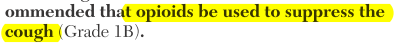 ommended that opioids be used to suppress the
cough (Grade 1B).